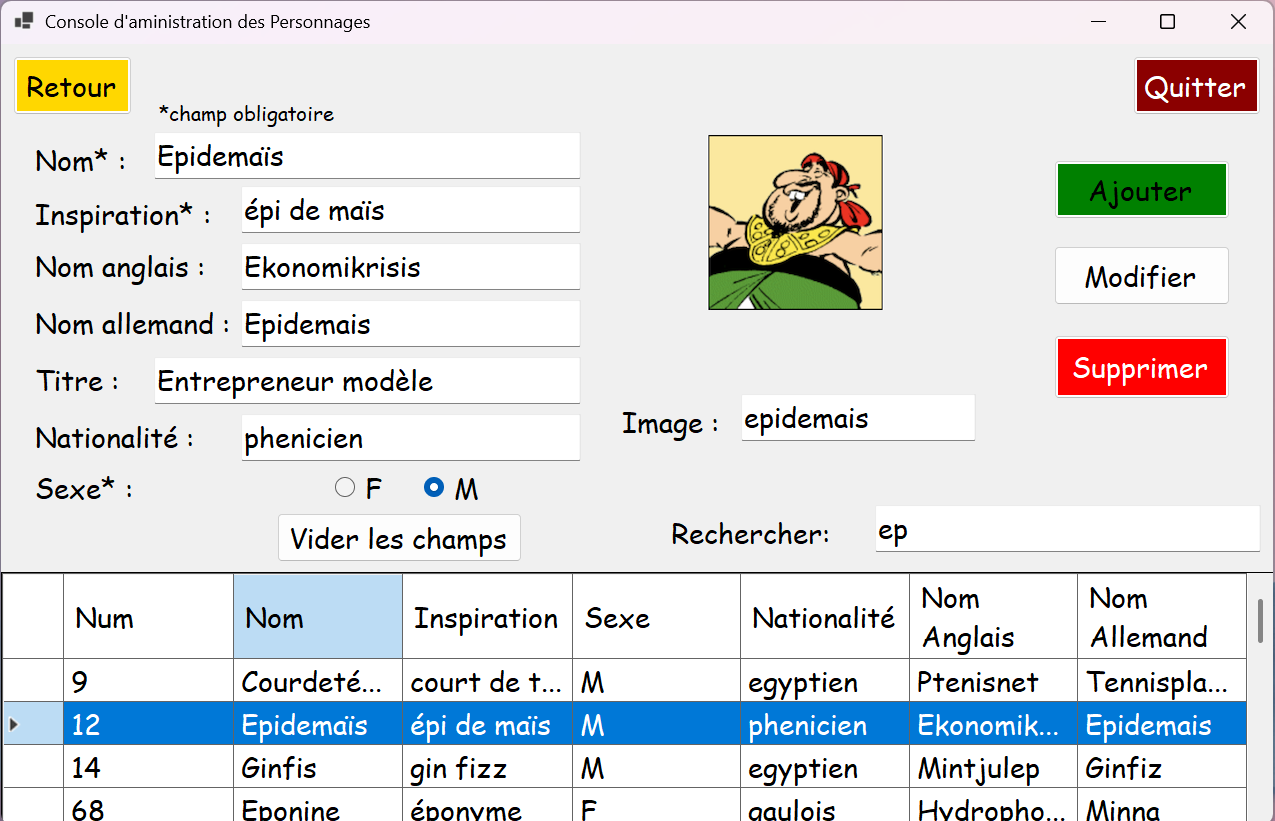 Console d'aministration des Personnages
Retour
Quitter
*champ obligatoire
Nom* : Epidemaïs
Ajouter
Inspiration* : épi de maïs
Nom anglais : Ekonomikrisis
Modifier
Nom allemand : Epidemais
Supprimer
Titre : Entrepreneur modèle
Image : epidemais
Nationalité : phenicien
Sexe* : F M
Vider les champs
Rechercher: ep
Num Nom Inspiration Sexe Nationalité Nom Anglais Nom Allemand
9 Courdeté... court de t... M egyptien Ptenisnet Tennispla...
12 Epidemaïs épi de maïs M phenicien Ekonomik... Epidemais
14 Ginfis gin fizz M egyptien Mintjulep Ginfiz
68 Eponine éponyme F gaulois Hydropho... Minna